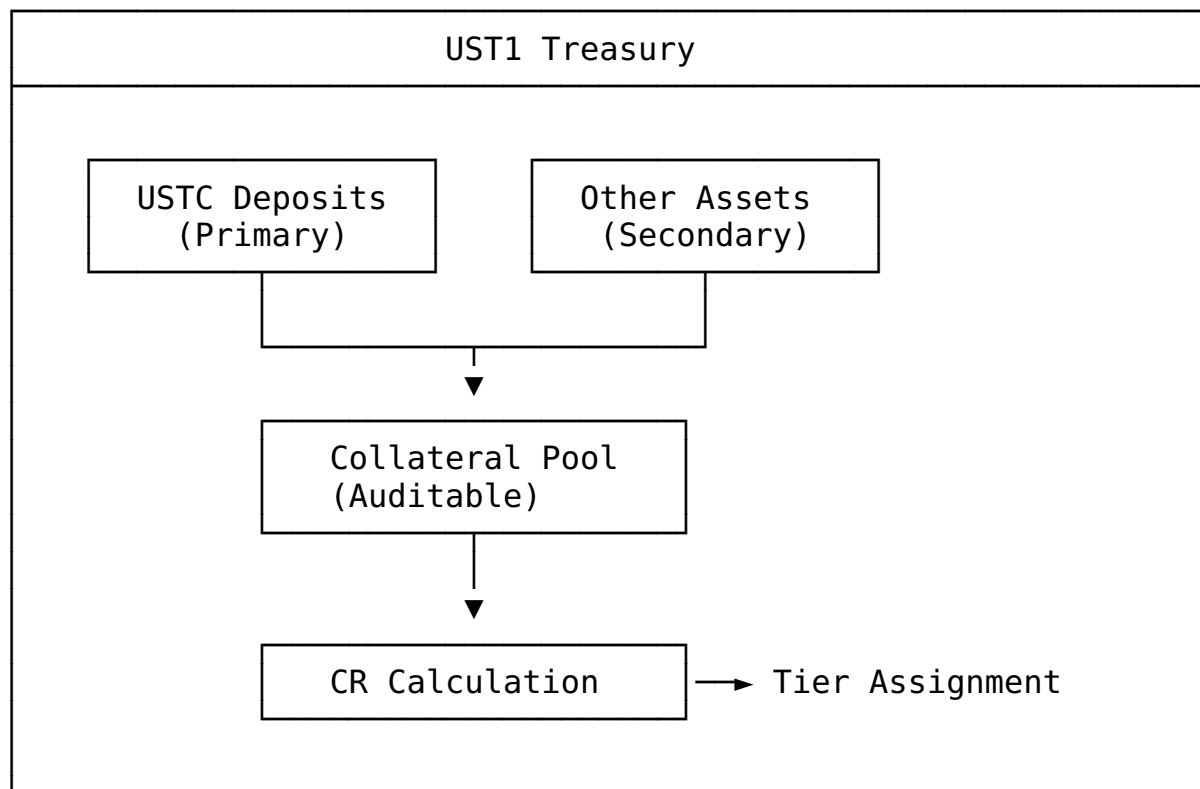 UST1 Treasury
USTC Deposits
(Primary)
Other Assets
(Secondary)
Collateral Pool
(Auditable)
CR Calculation
Tier Assignment